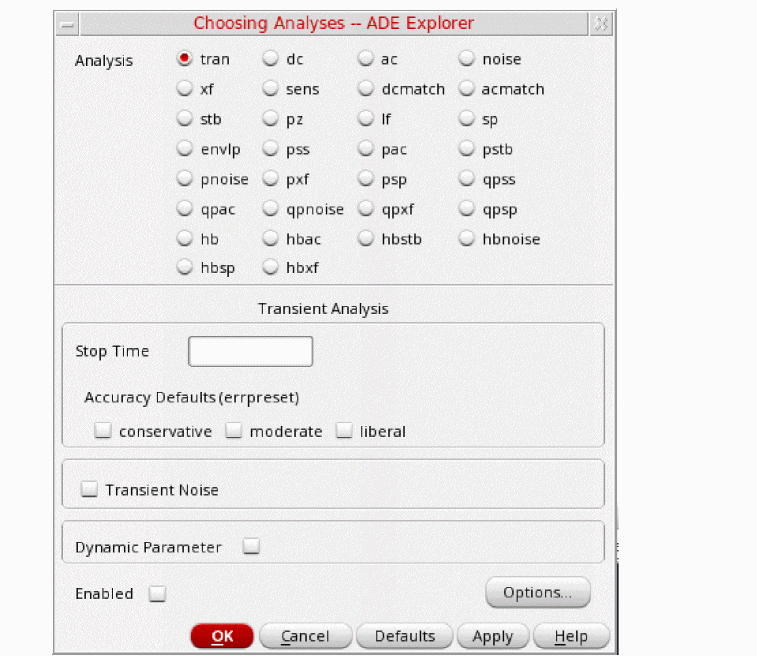 Choosing Analyses -- ADE Explorer
Analysis tran dc ac noise
xf sens dcmatch acmatch
stb pz lf sp
envlp pss pac pstb
pnoise pxf psp qpss
qpac qpnoise qpxf qpsp
hb hbac hbstb hbnoise
hbsp hbxf
Transient Analysis
Stop Time
Accuracy Defaults (errpreset)
conservative moderate liberal
Transient Noise
Dynamic Parameter
Enabled Options...
OK Cancel Defaults Apply Help